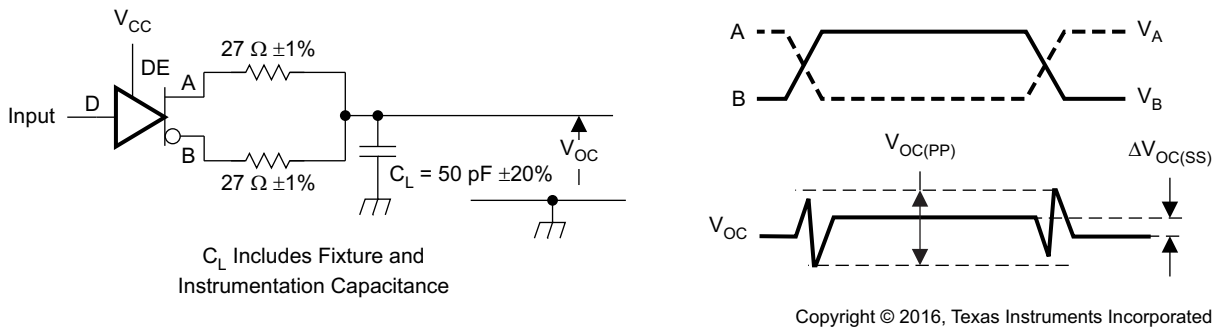 V_CC
27 Ω ±1%
DE
A
Input
D
B
27 Ω ±1%
C_L = 50 pF ±20%
V_OC
C_L Includes Fixture and
Instrumentation Capacitance
A
V_A
B
V_B
V_OC(PP)
ΔV_OC(SS)
V_OC
Copyright © 2016, Texas Instruments Incorporated